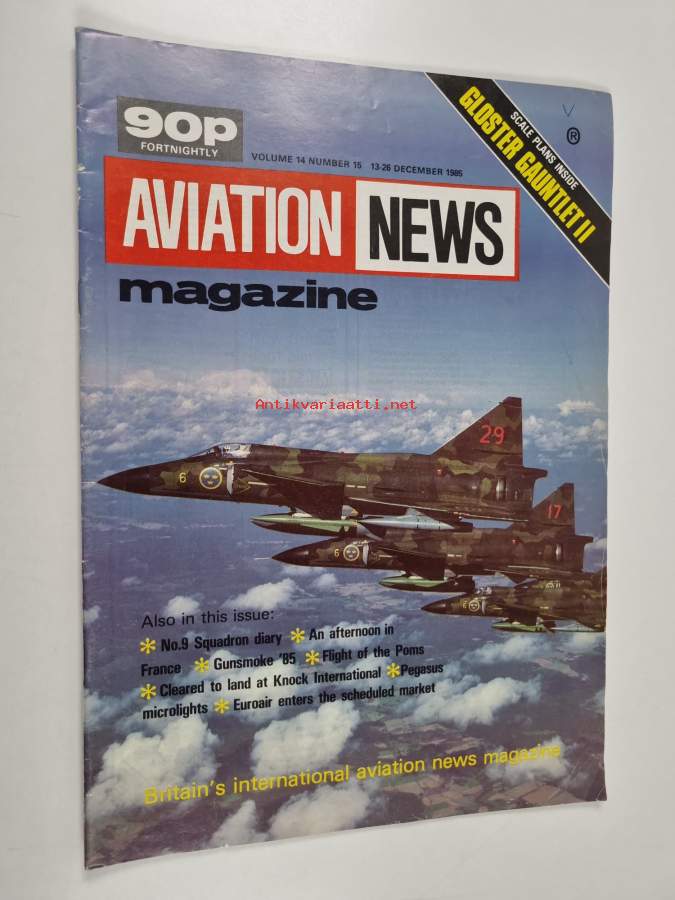 90p
FORTNIGHTLY
VOLUME 14 NUMBER 15 13-26 DECEMBER 1985
SCALE PLANS INSIDE
GLOSTER GAUNTLET II
®
AVIATION NEWS
magazine
Antikvariaatti.net
29
6
17
6
Also in this issue:
* No.9 Squadron diary * An afternoon in
France * Gunsmoke '85 * Flight of the Poms
* Cleared to land at Knock International * Pegasus
microlights * Euroair enters the scheduled market
Britain's international aviation news magazine